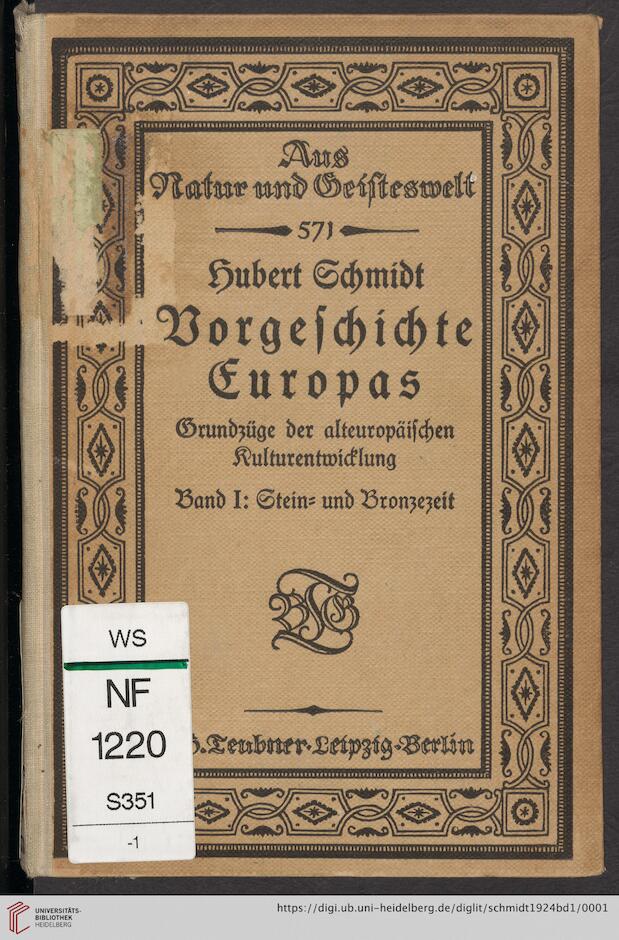 Aus
Natur und Geisteswelt
571
Hubert Schmidt
Vorgeschichte
Europas
Grundzüge der alteuropäischen
Kulturentwicklung
Band I: Stein- und Bronzezeit
BGT
G. Teubner · Leipzig · Berlin
WS
NF
1220
S351
-1
UNIVERSITÄTS-
BIBLIOTHEK
HEIDELBERG
https://digi.ub.uni-heidelberg.de/diglit/schmidt1924bd1/0001